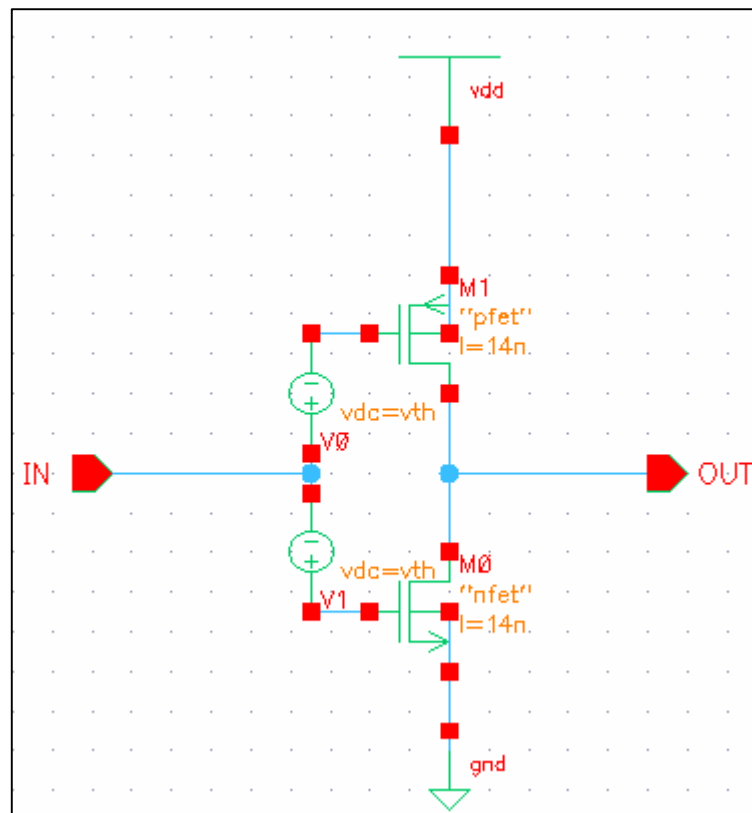 vdd
M1
"pfet"
l=14n
- +
vdc=vth
V0
IN
OUT
- +
vdc=vth
V1
M0
"nfet"
l=14n
gnd